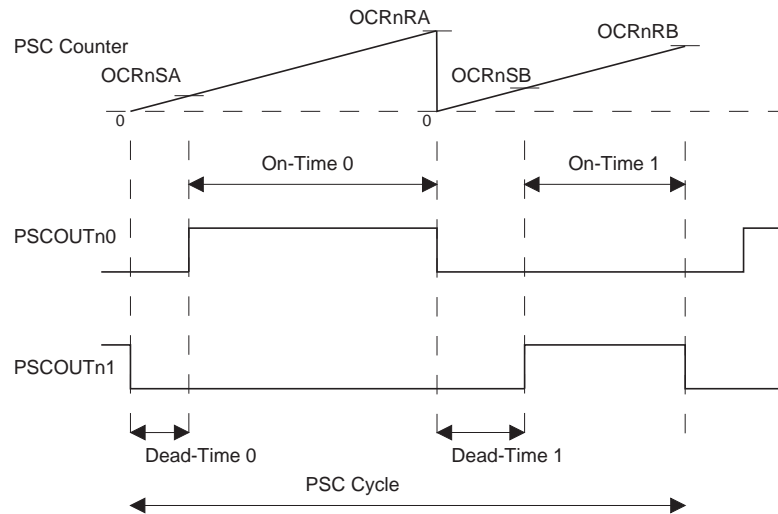 OCRnRA
OCRnRB
PSC Counter
OCRnSA
OCRnSB
0
0
On-Time 0
On-Time 1
PSCOUTn0
PSCOUTn1
Dead-Time 0
Dead-Time 1
PSC Cycle